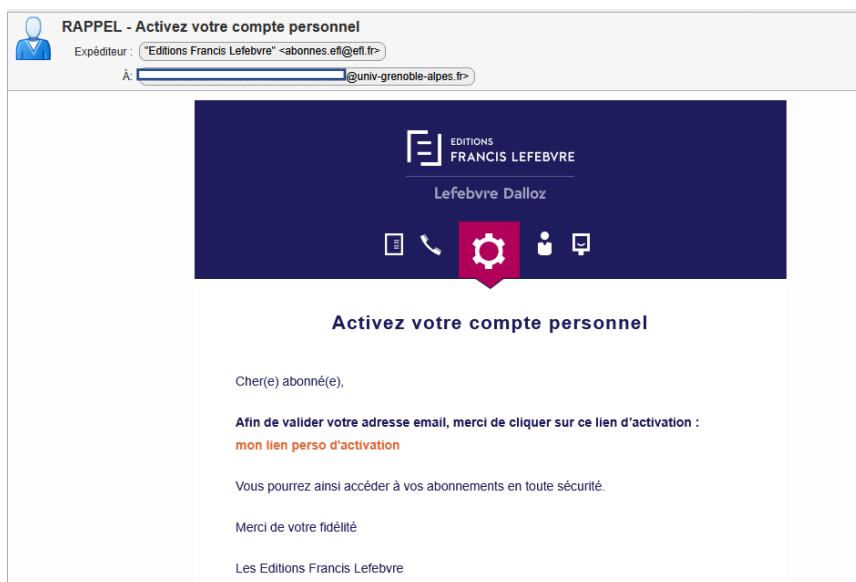 RAPPEL - Activez votre compte personnel
Expéditeur : "Editions Francis Lefebvre" <abonnes.efl@efl.fr>
À: @univ-grenoble-alpes.fr>
EDITIONS
FRANCIS LEFEBVRE
Lefebvre Dalloz
Activez votre compte personnel
Cher(e) abonné(e),
Afin de valider votre adresse email, merci de cliquer sur ce lien d'activation :
mon lien perso d'activation
Vous pourrez ainsi accéder à vos abonnements en toute sécurité.
Merci de votre fidélité
Les Editions Francis Lefebvre